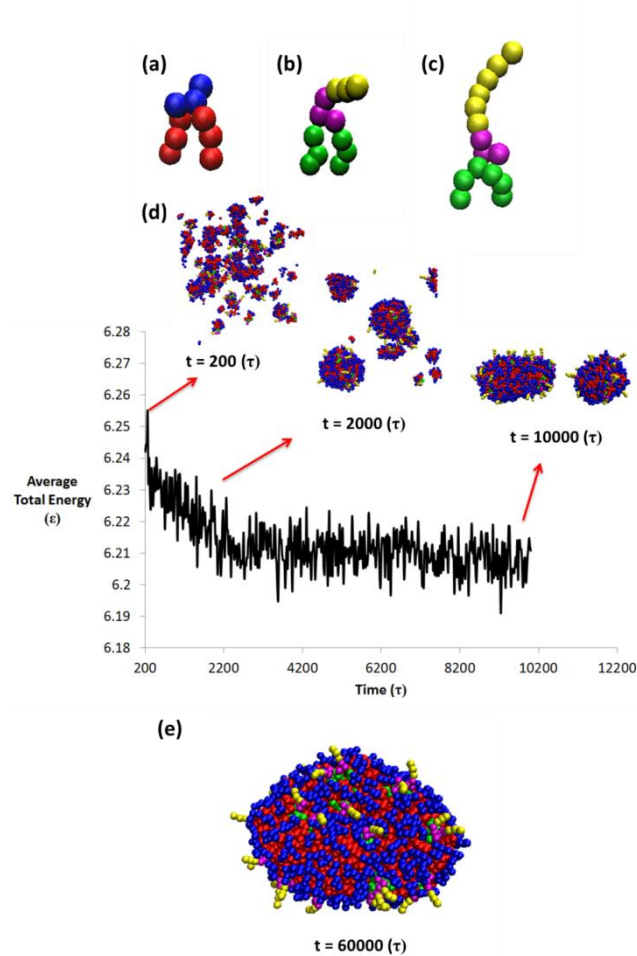 (a)
(b)
(c)
(d)
6.28
6.27
6.26
6.25
6.24
6.23
6.22
6.21
6.2
6.19
6.18
Average
Total Energy
(ε)
t = 200 (τ)
t = 2000 (τ)
t = 10000 (τ)
200 2200 4200 6200 8200 10200 12200
Time (τ)
(e)
t = 60000 (τ)